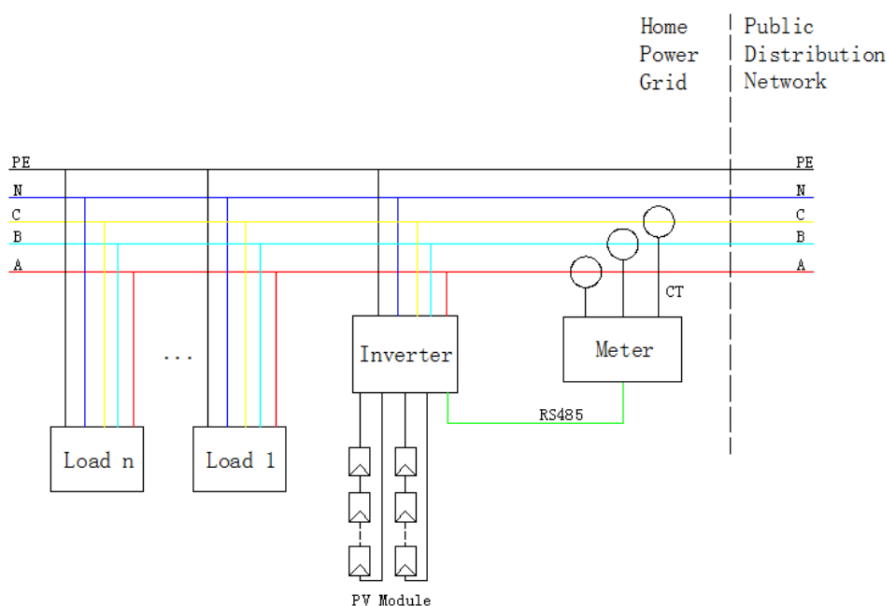 Home
Power
Grid
Public
Distribution
Network
PE
PE
N
N
C
C
B
B
A
A
CT
Inverter
Meter
...
RS485
Load n
Load 1
PV Module